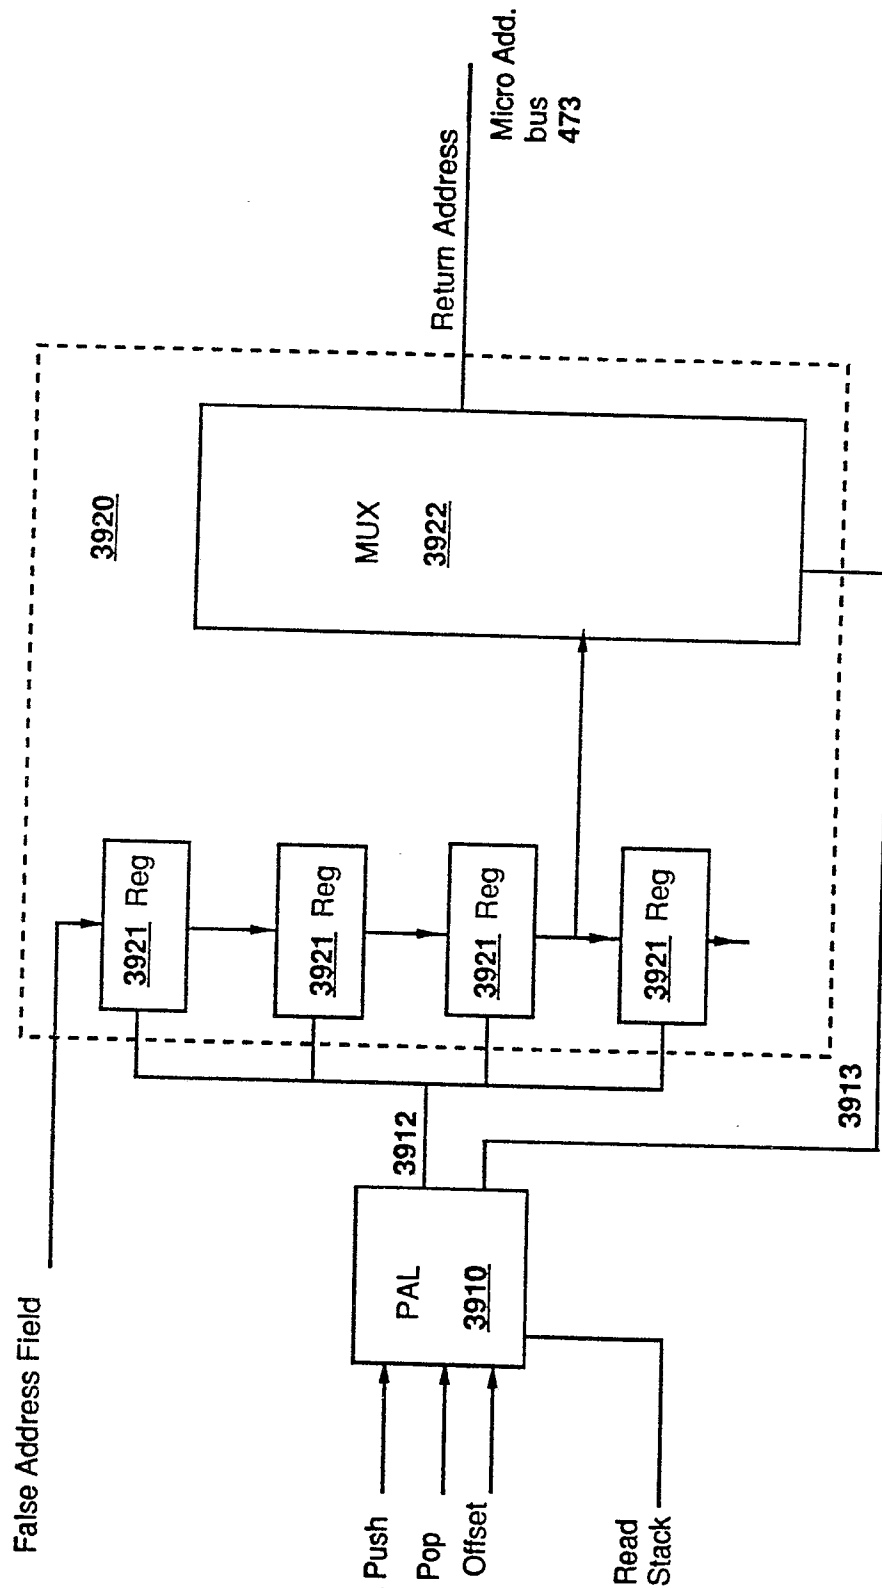 False Address Field
3920
3921 Reg
3921 Reg
3921 Reg
3921 Reg
MUX
3922
Return Address
Micro Add.
bus
473
3912
PAL
3910
3913
Push
Pop
Offset
Read
Stack